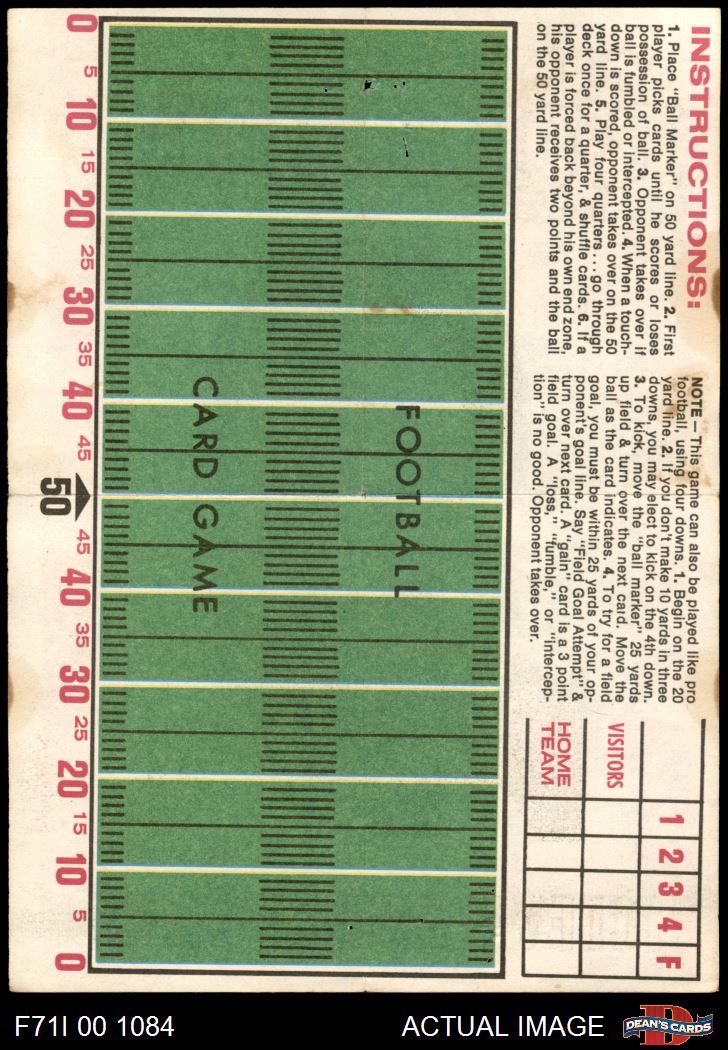 INSTRUCTIONS:
1. Place "Ball Marker" on 50 yard line. 2. First
player picks cards until he scores or loses
possession of ball. 3. Opponent takes over if
ball is fumbled or intercepted. 4. When a touch-
down is scored, opponent takes over on the 50
yard line. 5. Play four quarters... go through
deck once for a quarter, & shuffle cards. 6. If a
player is forced back beyond his own end zone,
his opponent receives two points and the ball
on the 50 yard line.
NOTE — This game can also be played like pro
football, using four downs. 1. Begin on the 20
yard line. 2. If you don't make 10 yards in three
downs, you may elect to kick on the 4th down.
3. To kick, move the "ball marker" 25 yards
up field & turn over the next card. Move the
ball as the card indicates. 4. To try for a field
goal, you must be within 25 yards of your op-
ponent's goal line. Say "Field Goal Attempt" &
turn over next card. A "gain" card is a 3 point
field goal. A "loss," "fumble," or "intercep-
tion" is no good. Opponent takes over.
1 2 3 4 F
VISITORS
HOME
TEAM
FOOTBALL
CARD GAME
0 5 10 15 20 25 30 35 40 45 50 45 40 35 30 25 20 15 10 5 0
F71I 00 1084
ACTUAL IMAGE
D
DEAN'S CARDS